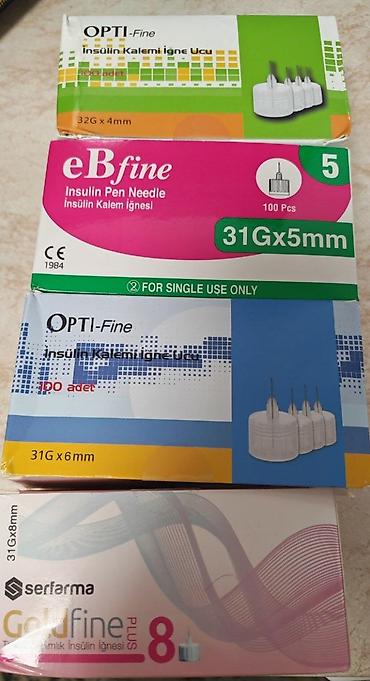 OPTI-Fine
İnsülin Kalemi İğne Ucu
100 adet
32G x 4mm
eBfine
Insulin Pen Needle
İnsülin Kalem İğnesi
5
100 Pcs
31Gx5mm
CE
1984
② FOR SINGLE USE ONLY
OPTI-Fine
İnsülin Kalemi İğne Ucu
100 adet
31G x 6mm
31Gx8mm
serfarma
Goldfine PLUS 8
İnsülin İğnesi